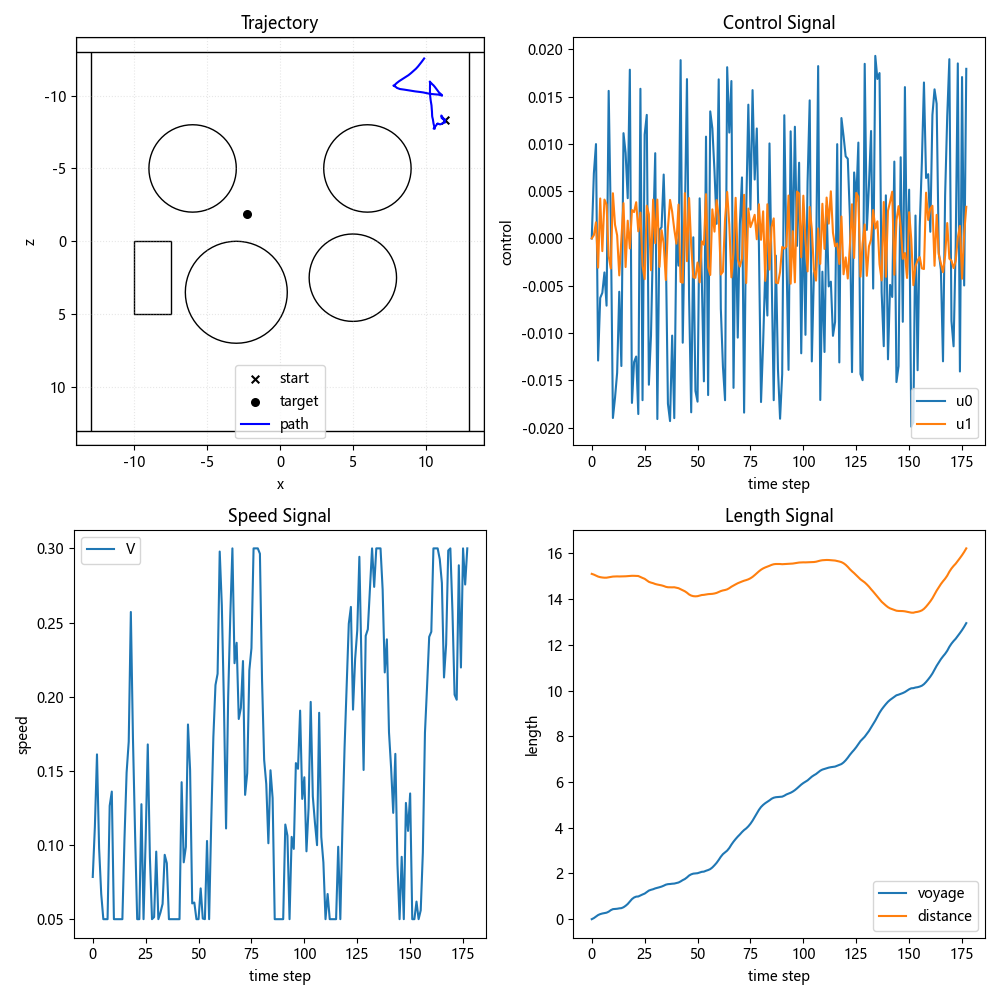 Trajectory
-10
-5
0
5
10
z
-10
-5
0
5
10
x
start
target
path
Control Signal
0.020
0.015
0.010
0.005
0.000
-0.005
-0.010
-0.015
-0.020
control
0
25
50
75
100
125
150
175
time step
u0
u1
Speed Signal
0.30
0.25
0.20
0.15
0.10
0.05
speed
0
25
50
75
100
125
150
175
time step
V
Length Signal
16
14
12
10
8
6
4
2
0
length
0
25
50
75
100
125
150
175
time step
voyage
distance